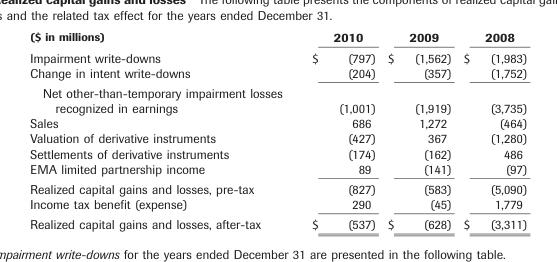 ealized capital gains and losses The following table presents the components of realized capital gain
s and the related tax effect for the years ended December 31.
($ in millions) 2010 2009 2008
Impairment write-downs $ (797) $ (1,562) $ (1,983)
Change in intent write-downs (204) (357) (1,752)
Net other-than-temporary impairment losses
recognized in earnings (1,001) (1,919) (3,735)
Sales 686 1,272 (464)
Valuation of derivative instruments (427) 367 (1,280)
Settlements of derivative instruments (174) (162) 486
EMA limited partnership income 89 (141) (97)
Realized capital gains and losses, pre-tax (827) (583) (5,090)
Income tax benefit (expense) 290 (45) 1,779
Realized capital gains and losses, after-tax $ (537) $ (628) $ (3,311)
mpairment write-downs for the years ended December 31 are presented in the following table.